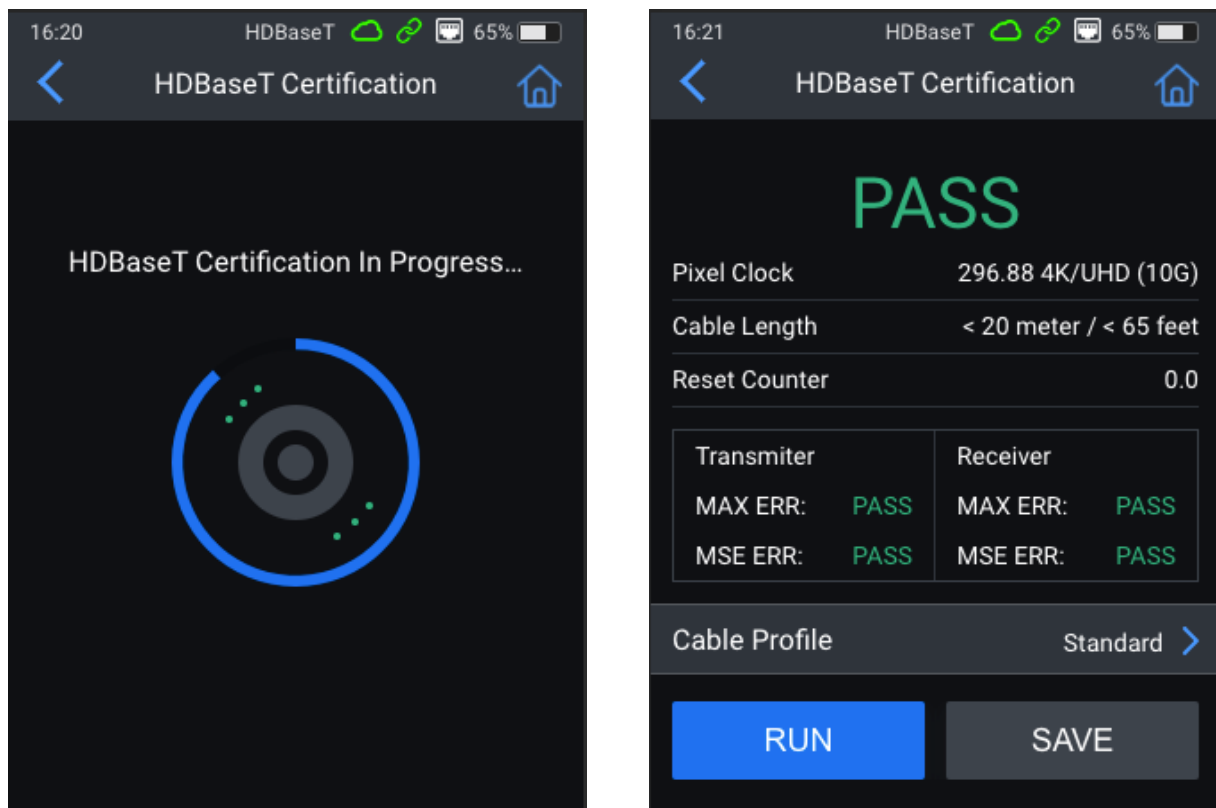 16:20 HDBaseT 65%
HDBaseT Certification
HDBaseT Certification In Progress...
16:21 HDBaseT 65%
HDBaseT Certification
PASS
Pixel Clock 296.88 4K/UHD (10G)
Cable Length < 20 meter / < 65 feet
Reset Counter 0.0
Transmiter Receiver
MAX ERR: PASS MAX ERR: PASS
MSE ERR: PASS MSE ERR: PASS
Cable Profile Standard
RUN SAVE